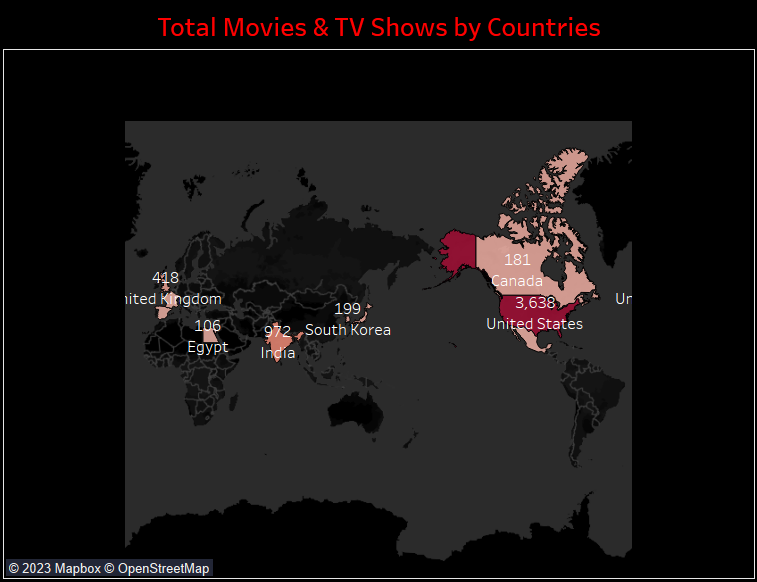 Total Movies & TV Shows by Countries
181
Canada
418
nited Kingdom
Un
3,638
United States
199
South Korea
106
Egypt
972
India
© 2023 Mapbox © OpenStreetMap